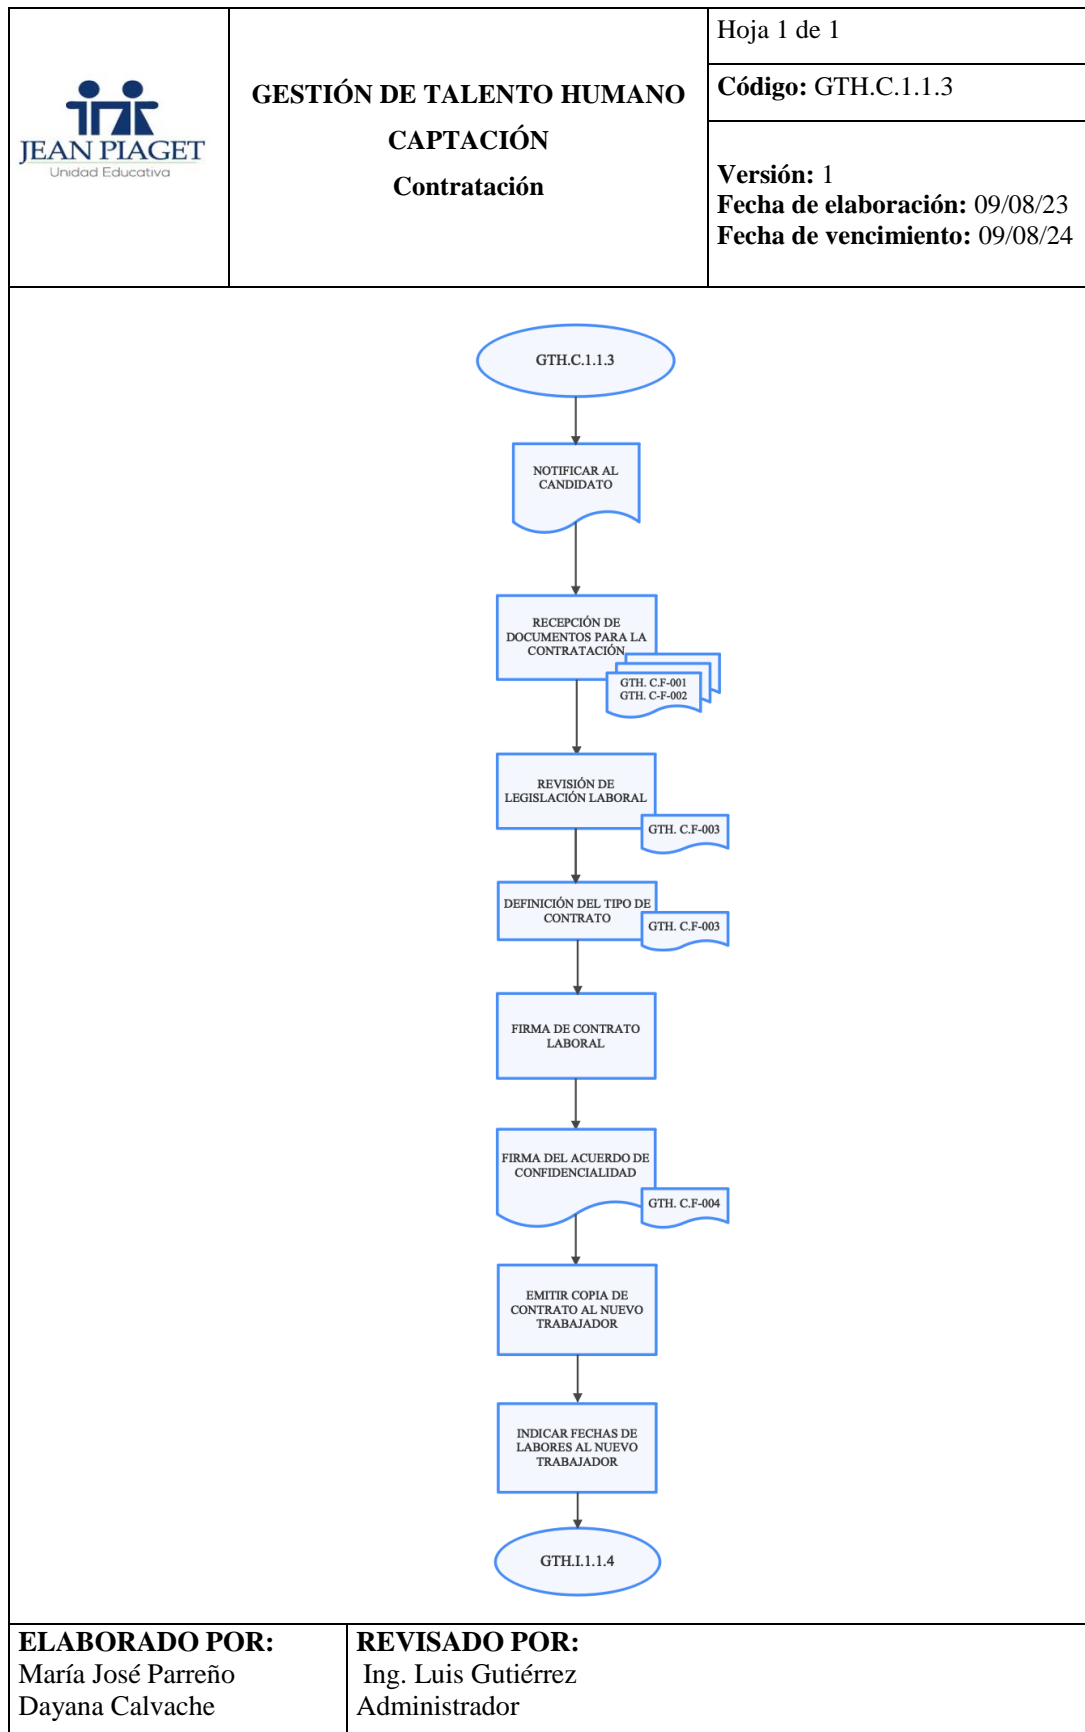 JEAN PIAGET
Unidad Educativa
GESTIÓN DE TALENTO HUMANO
CAPTACIÓN
Contratación
Hoja 1 de 1
Código: GTH.C.1.1.3
Versión: 1
Fecha de elaboración: 09/08/23
Fecha de vencimiento: 09/08/24
GTH.C.1.1.3
NOTIFICAR AL
CANDIDATO
RECEPCIÓN DE
DOCUMENTOS PARA LA
CONTRATACIÓN
GTH. C.F-001
GTH. C-F-002
REVISIÓN DE
LEGISLACIÓN LABORAL
GTH. C.F-003
DEFINICIÓN DEL TIPO DE
CONTRATO
GTH. C.F-003
FIRMA DE CONTRATO
LABORAL
FIRMA DEL ACUERDO DE
CONFIDENCIALIDAD
GTH. C.F-004
EMITIR COPIA DE
CONTRATO AL NUEVO
TRABAJADOR
INDICAR FECHAS DE
LABORES AL NUEVO
TRABAJADOR
GTH.I.1.1.4
ELABORADO POR:
María José Parreño
Dayana Calvache
REVISADO POR:
Ing. Luis Gutiérrez
Administrador